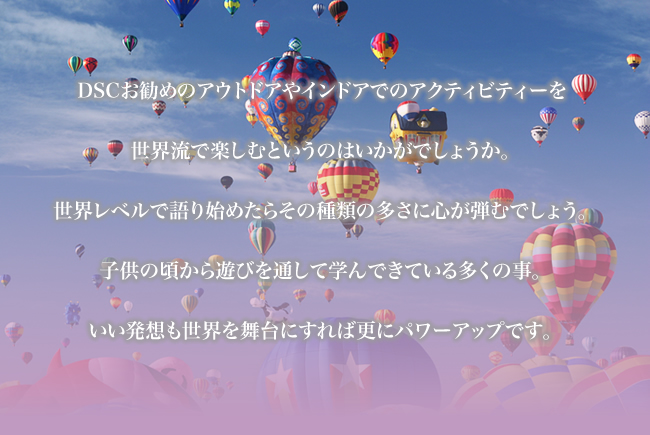 DSCお勧めのアウトドアやインドアでのアクティビティーを
世界流で楽しむというのはいかがでしょうか。
世界レベルで語り始めたらその種類の多さに心が弾むでしょう。
子供の頃から遊びを通して学んできている多くの事。
いい発想も世界を舞台にすれば更にパワーアップです。